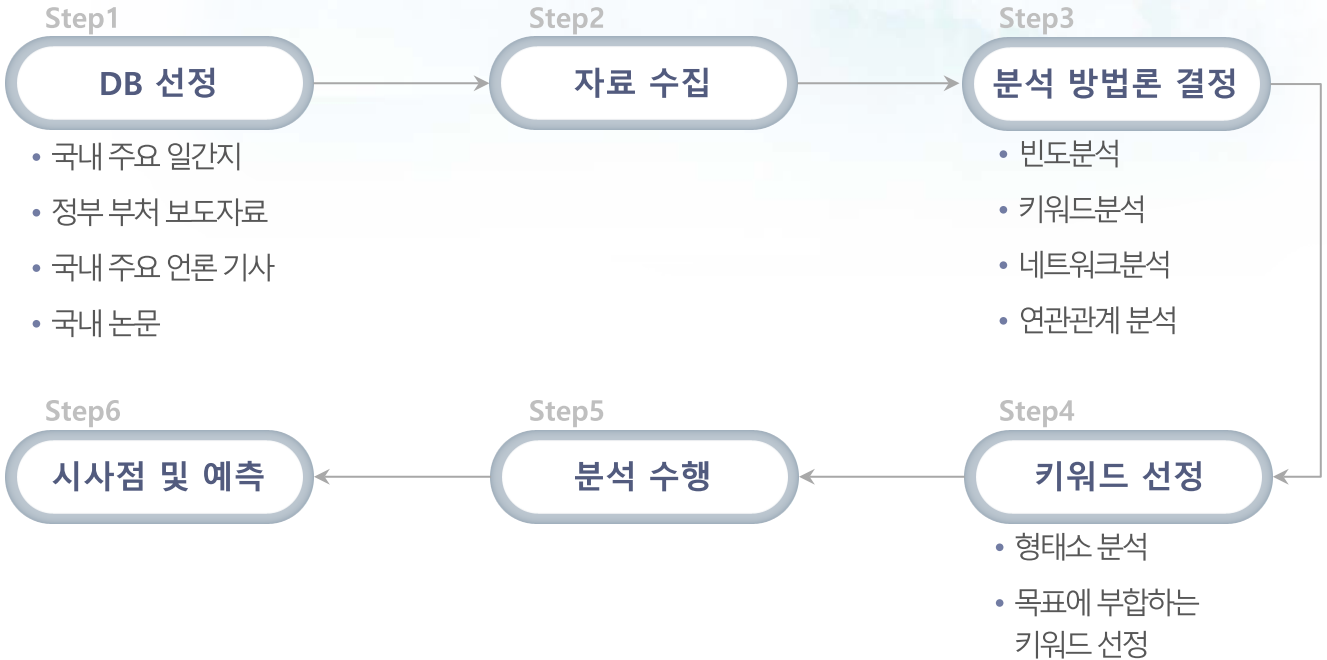 Step1
DB 선정
• 국내 주요 일간지
• 정부 부처 보도자료
• 국내 주요 언론 기사
• 국내 논문
Step2
자료 수집
Step3
분석 방법론 결정
• 빈도분석
• 키워드분석
• 네트워크분석
• 연관관계 분석
Step4
키워드 선정
• 형태소 분석
• 목표에 부합하는
키워드 선정
Step5
분석 수행
Step6
시사점 및 예측